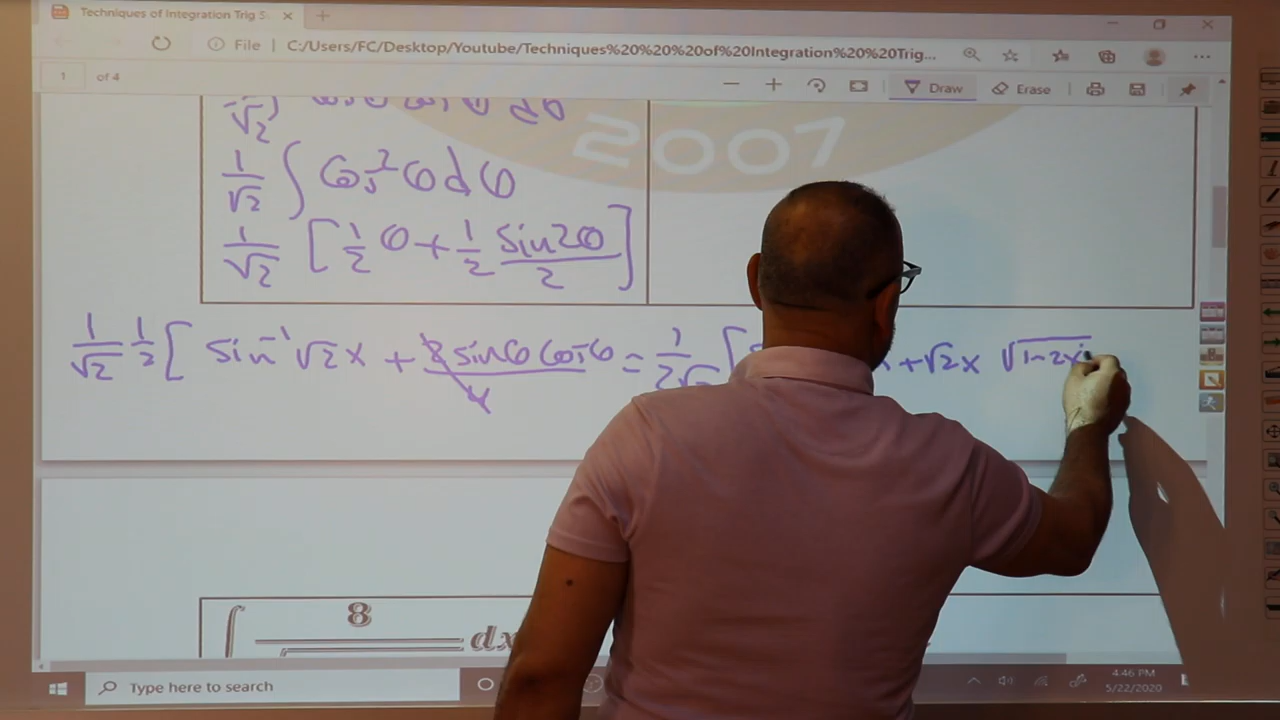 Techniques of Integration Trig S
1 of 4
File | C:/Users/FC/Desktop/Youtube/Techniques%20%20%20of%20Integration%20%20Trig...
Draw
Erase
2007
1/√2 ∫ cos²θ dθ
1/√2 [1/2 θ + 1/2 sin2θ/2]
1/√2 1/2 [ sin⁻¹ √2x + 2 sinθ cosθ/4 = 1/2√2 [ x + √2x √1-2x²
∫ 8 dx
Type here to search
4:46 PM
5/22/2020